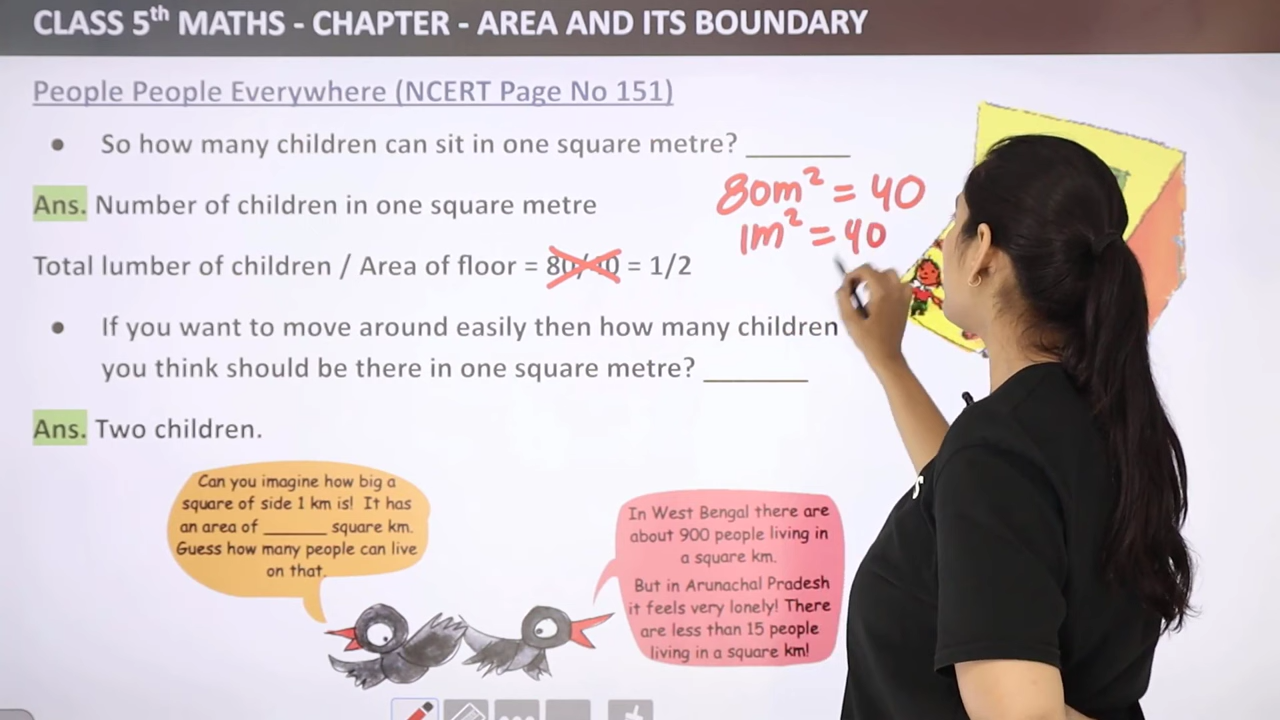 CLASS 5th MATHS - CHAPTER - AREA AND ITS BOUNDARY
People People Everywhere (NCERT Page No 151)
• So how many children can sit in one square metre? ________
80m² = 40
Ans. Number of children in one square metre
1m² = 40
Total lumber of children / Area of floor = 80/40 = 1/2
• If you want to move around easily then how many children
you think should be there in one square metre? ________
Ans. Two children.
Can you imagine how big a
square of side 1 km is! It has
an area of ______ square km.
Guess how many people can live
on that.
In West Bengal there are
about 900 people living in
a square km.
But in Arunachal Pradesh
it feels very lonely! There
are less than 15 people
living in a square km!